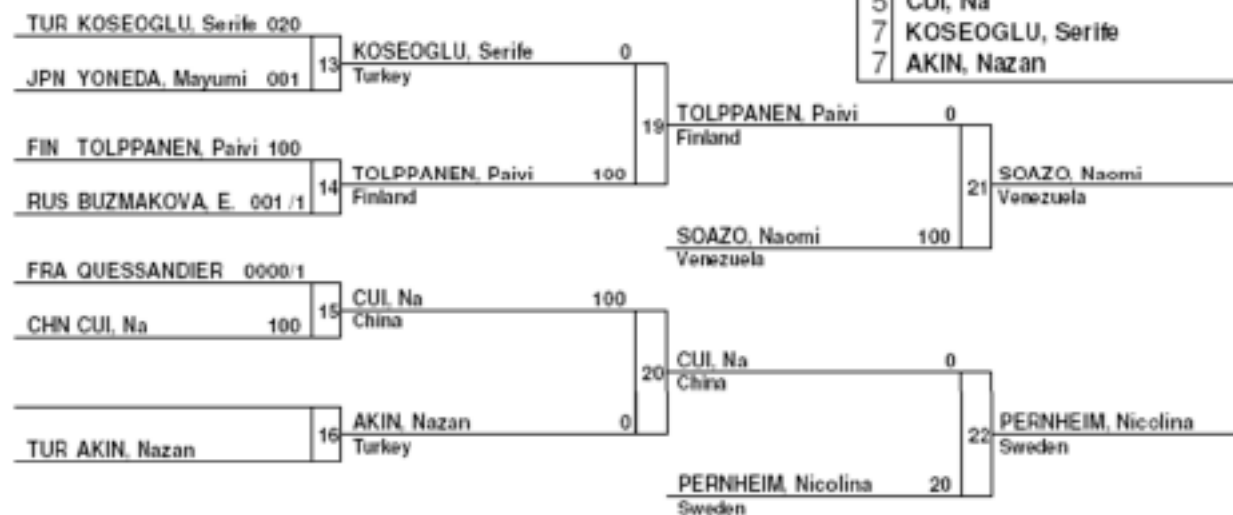 5 CUI, Na
7 KOSEOGLU, Serife
7 AKIN, Nazan
TUR KOSEOGLU, Serife 020
13
JPN YONEDA, Mayumi 001
KOSEOGLU, Serife 0
Turkey
19
FIN TOLPPANEN, Paivi 100
14
RUS BUZMAKOVA, E. 001 /1
TOLPPANEN, Paivi 100
Finland
TOLPPANEN, Paivi 0
Finland
21
SOAZO, Naomi 100
Venezuela
SOAZO, Naomi
Venezuela
FRA QUESSANDIER 0000/1
15
CHN CUI, Na 100
CUI, Na 100
China
20
16
TUR AKIN, Nazan
AKIN, Nazan 0
Turkey
CUI, Na 0
China
22
PERNHEIM, Nicolina 20
Sweden
PERNHEIM, Nicolina
Sweden